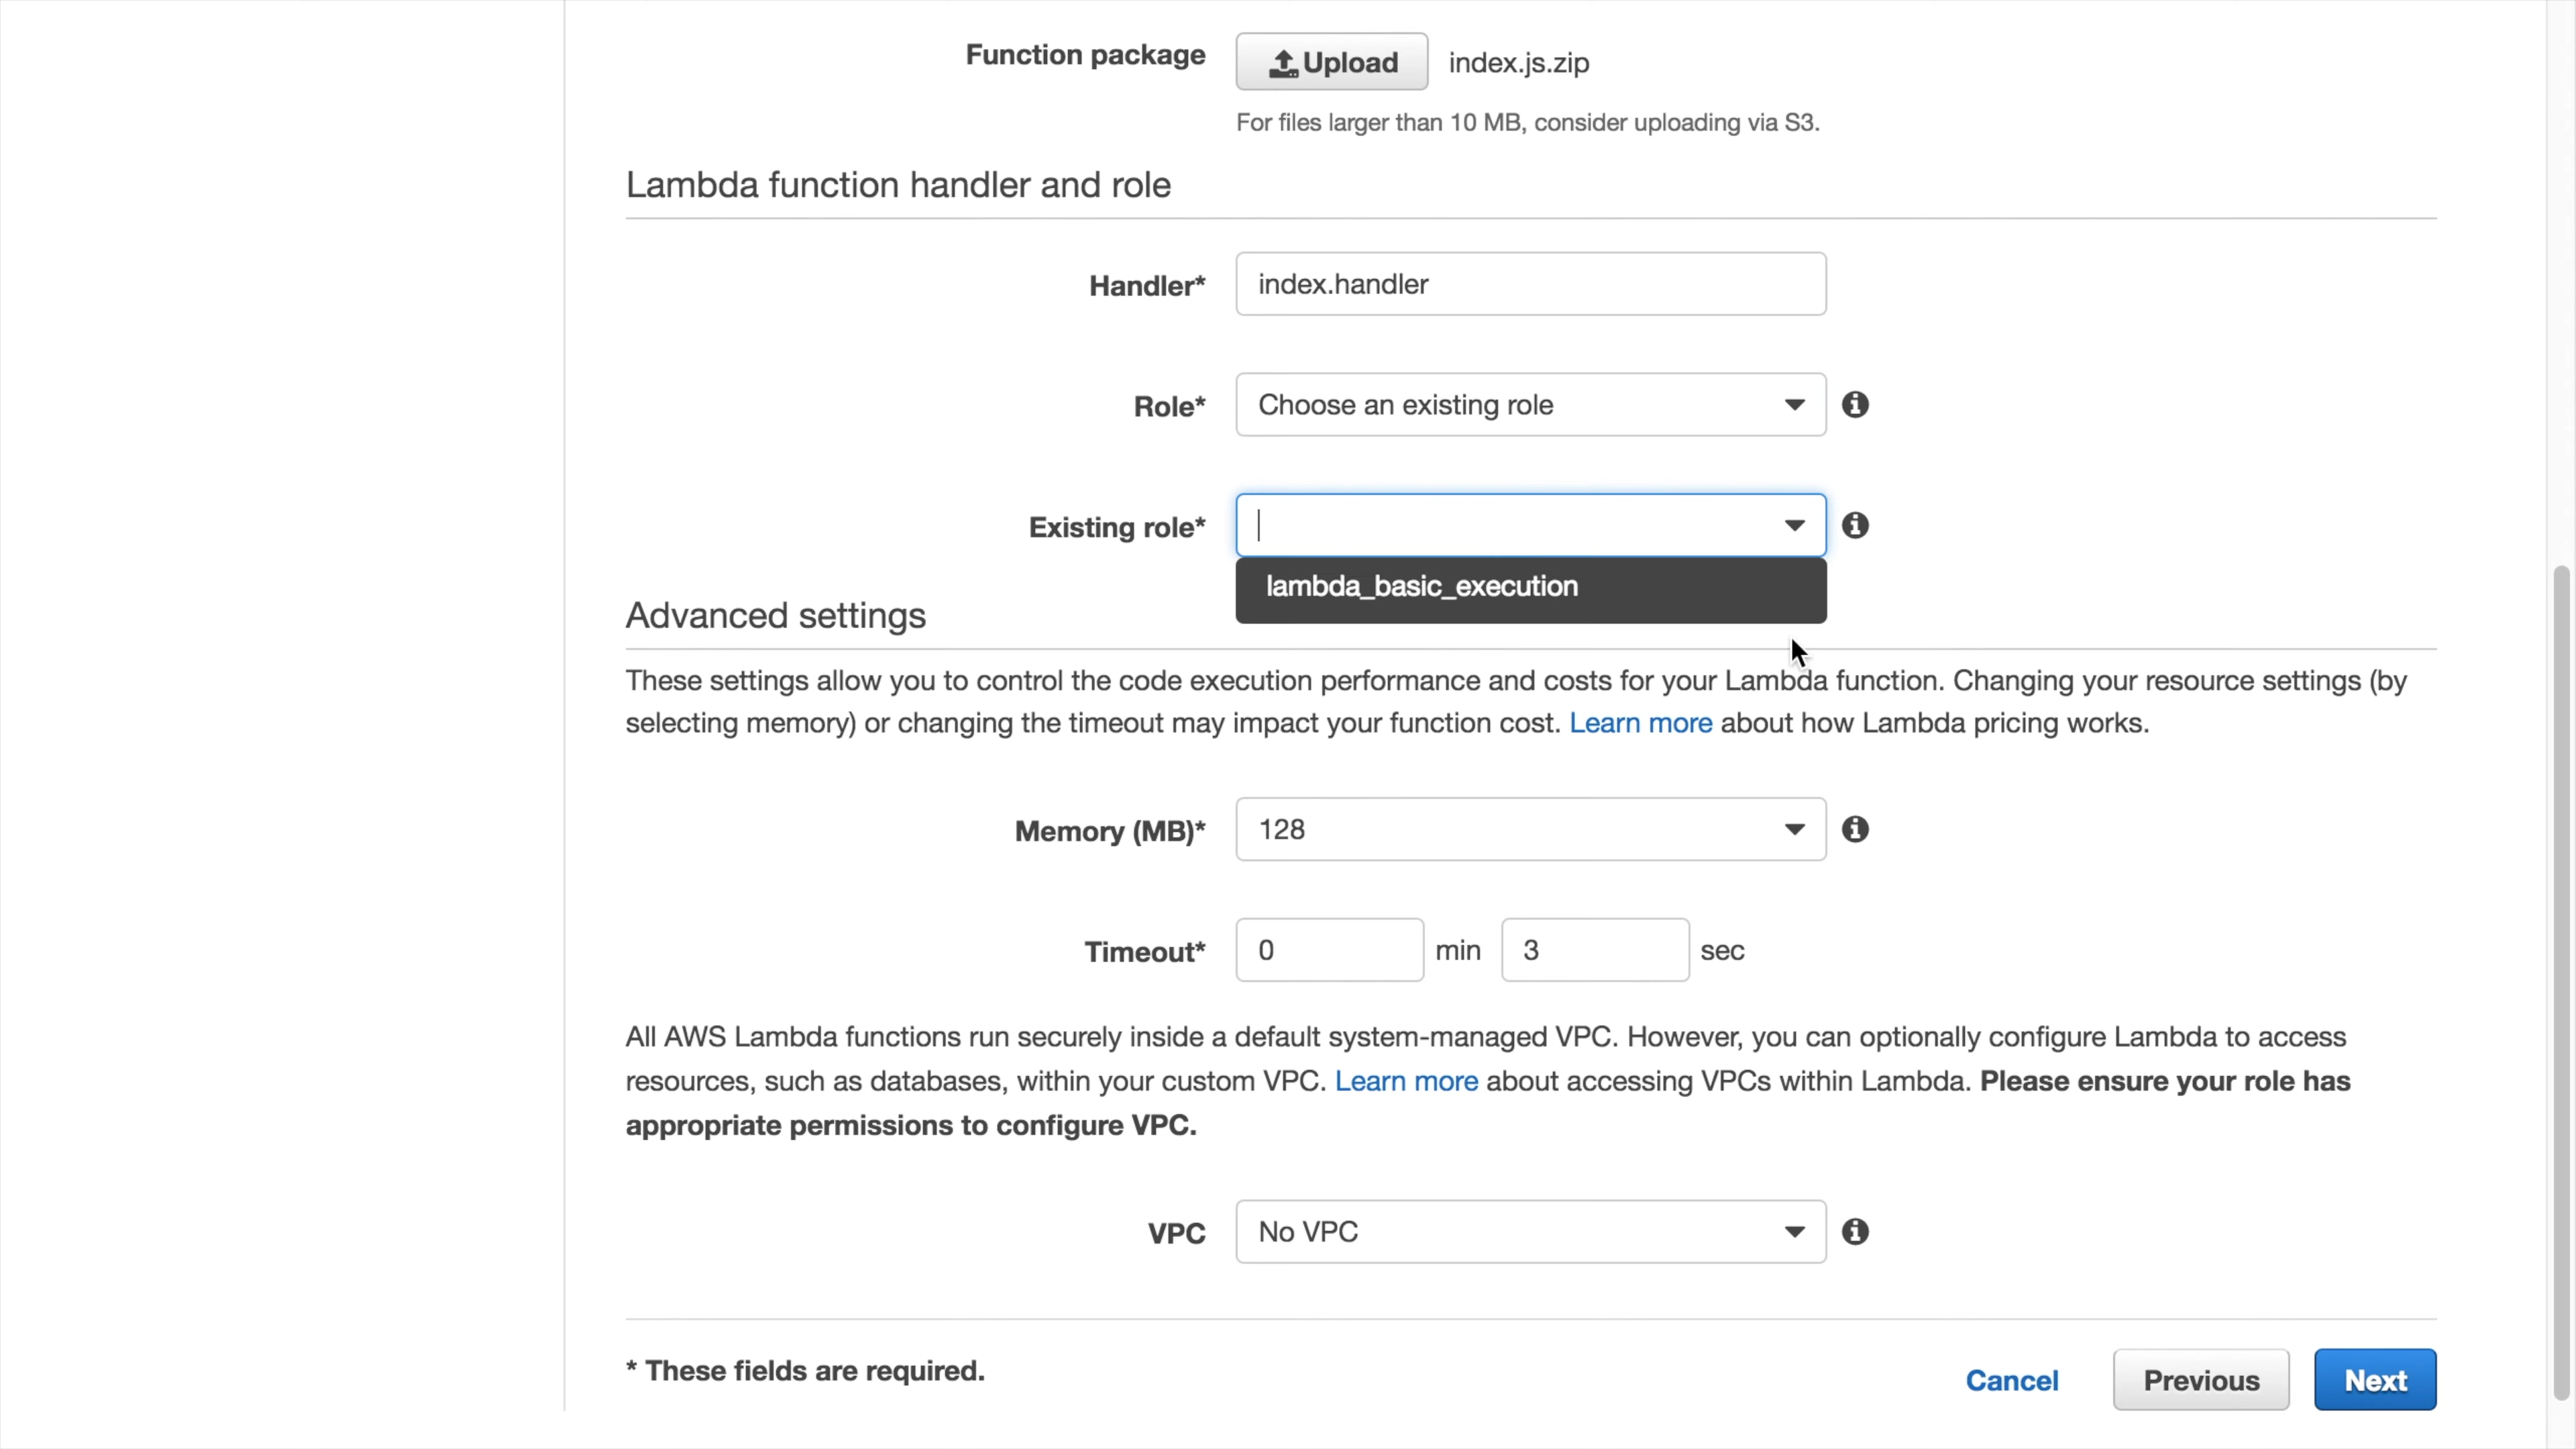 Function package
Upload
index.js.zip
For files larger than 10 MB, consider uploading via S3.
Lambda function handler and role
Handler*
index.handler
Role*
Choose an existing role
Existing role*
lambda_basic_execution
Advanced settings
These settings allow you to control the code execution performance and costs for your Lambda function. Changing your resource settings (by
selecting memory) or changing the timeout may impact your function cost. Learn more about how Lambda pricing works.
Memory (MB)*
128
Timeout*
0
min
3
sec
All AWS Lambda functions run securely inside a default system-managed VPC. However, you can optionally configure Lambda to access
resources, such as databases, within your custom VPC. Learn more about accessing VPCs within Lambda. Please ensure your role has
appropriate permissions to configure VPC.
VPC
No VPC
* These fields are required.
Cancel
Previous
Next